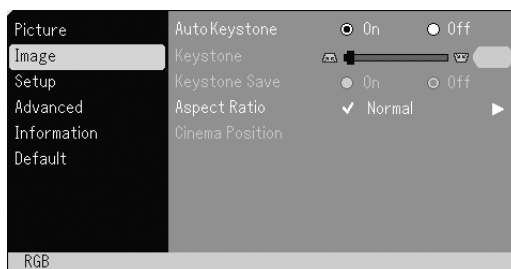 Picture
Image
Setup
Advanced
Information
Default
Auto Keystone On Off
Keystone
Keystone Save On Off
Aspect Ratio Normal
Cinema Position
RGB